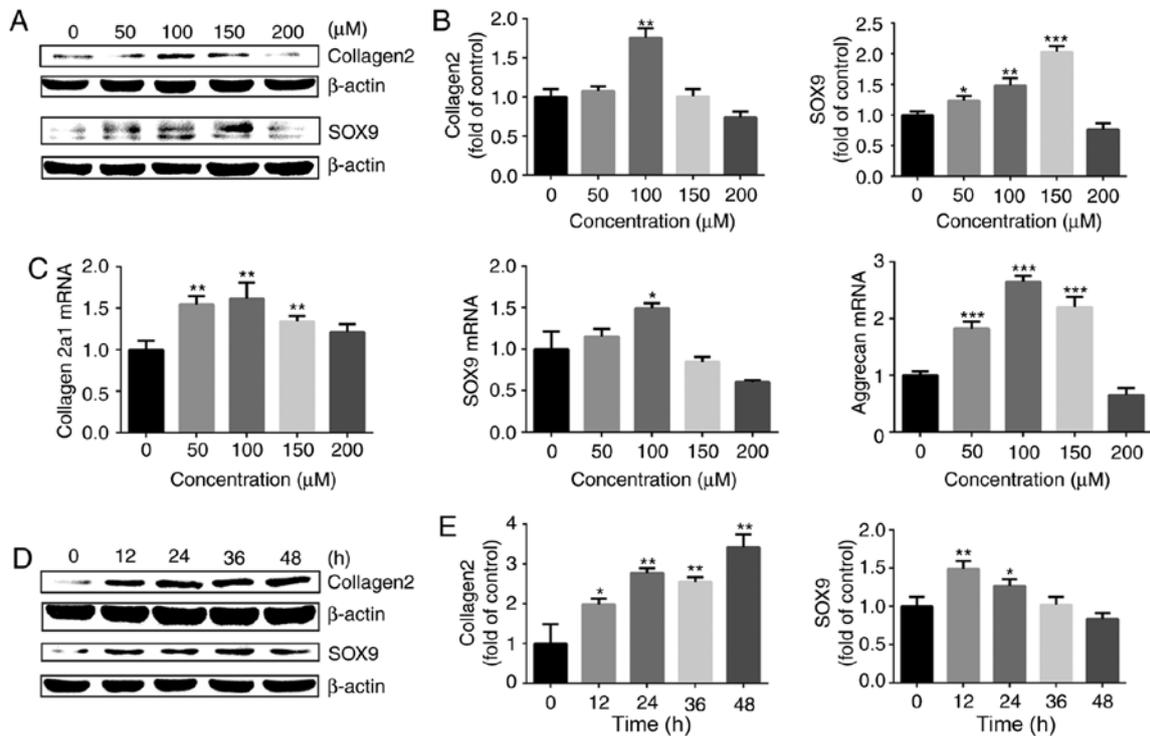 A
0 50 100 150 200 (μM)
Collagen2
β-actin
SOX9
β-actin
B
Collagen2
(fold of control)
2.0
1.5
1.0
0.5
0.0
**
0 50 100 150 200
Concentration (μM)
SOX9
(fold of control)
2.5
2.0
1.5
1.0
0.5
0.0
* ** ***
0 50 100 150 200
Concentration (μM)
C
Collagen 2a1 mRNA
2.0
1.5
1.0
0.5
0.0
** ** **
0 50 100 150 200
Concentration (μM)
SOX9 mRNA
2.0
1.5
1.0
0.5
0.0
*
0 50 100 150 200
Concentration (μM)
Aggrecan mRNA
3
2
1
0
*** *** ***
0 50 100 150 200
Concentration (μM)
D
0 12 24 36 48 (h)
Collagen2
β-actin
SOX9
β-actin
E
Collagen2
(fold of control)
4
3
2
1
0
* ** ** **
0 12 24 36 48
Time (h)
SOX9
(fold of control)
2.0
1.5
1.0
0.5
0.0
** *
0 12 24 36 48
Time (h)